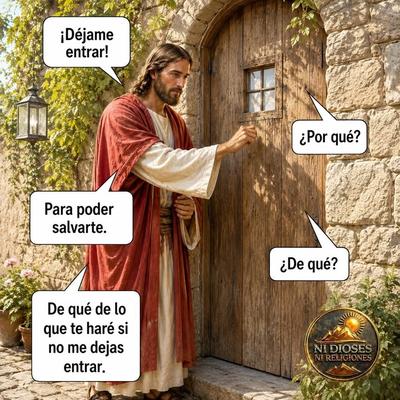 ¡Déjame
entrar!
¿Por qué?
Para poder
salvarte.
¿De qué?
De qué de lo
que te haré si
no me dejas
entrar.
NI DIOSES
NI RELIGIONES